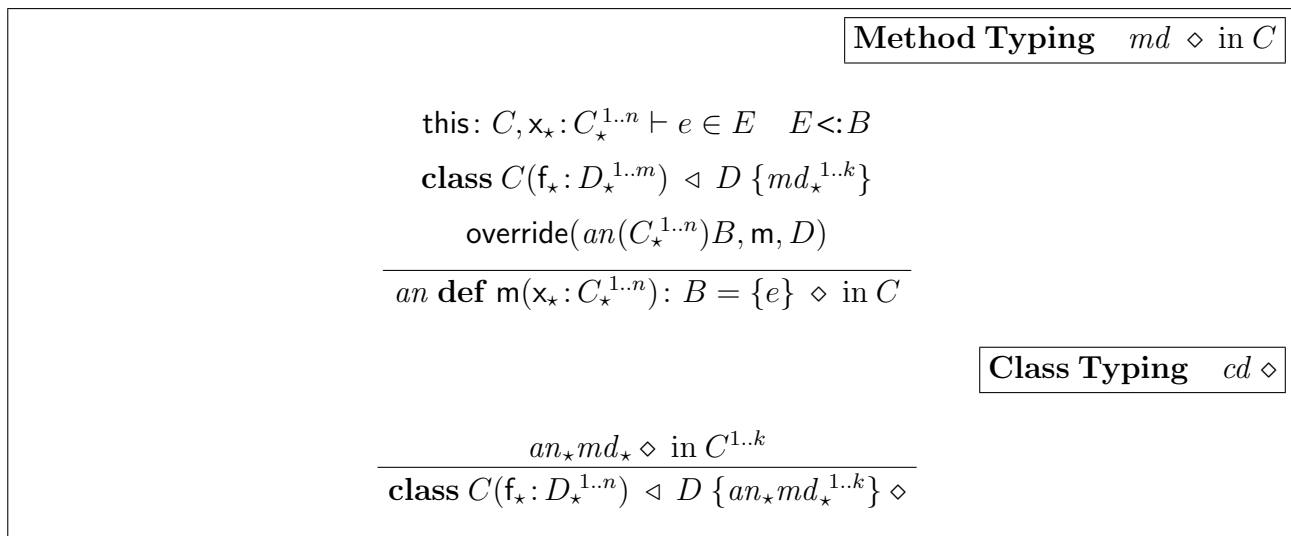 Method Typing md ⋄ in C
this: C, x⋆: C⋆^{1..n} ⊢ e ∈ E E <: B
class C(f⋆: D⋆^{1..m}) ◁ D {md⋆^{1..k}}
override(an(C⋆^{1..n})B, m, D)
an def m(x⋆: C⋆^{1..n}): B = {e} ⋄ in C
Class Typing cd ⋄
an⋆md⋆ ⋄ in C^{1..k}
class C(f⋆: D⋆^{1..n}) ◁ D {an⋆md⋆^{1..k}} ⋄